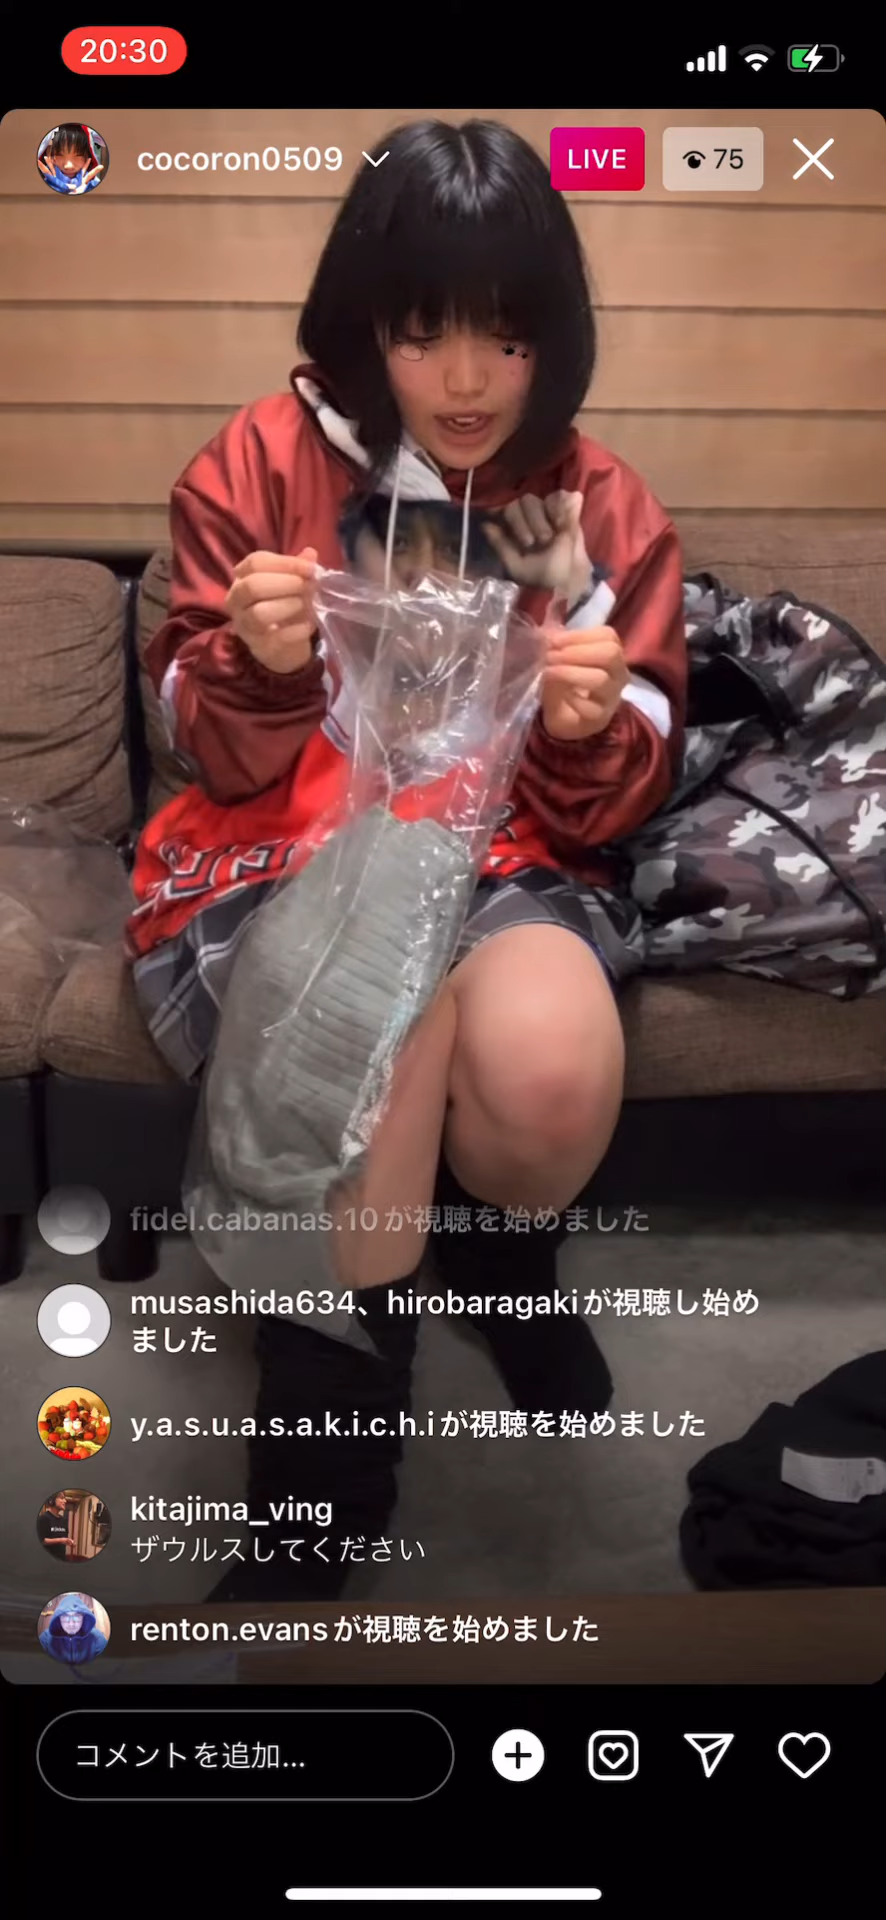 20:30
cocoron0509
LIVE
75
fidel.cabanas.10が視聴を始めました
musashida634、hirobaragakiが視聴し始め
ました
y.a.s.u.a.s.a.k.i.c.h.iが視聴を始めました
kitajima_ving
ザウルスしてください
renton.evansが視聴を始めました
コメントを追加...